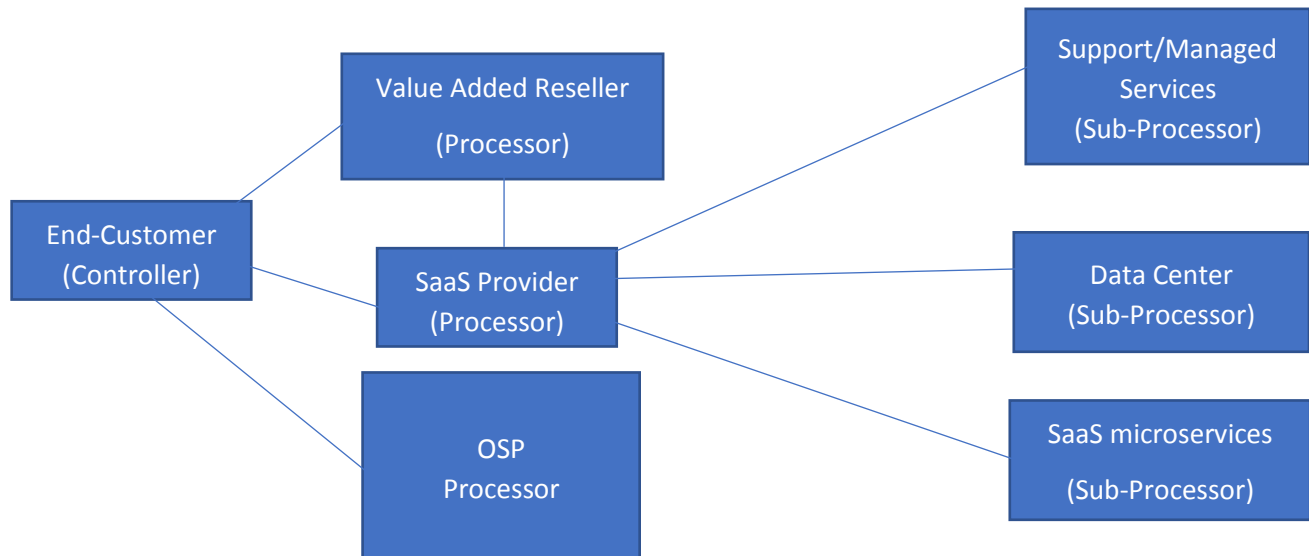 Value Added Reseller
(Processor)
End-Customer
(Controller)
SaaS Provider
(Processor)
OSP
Processor
Support/Managed
Services
(Sub-Processor)
Data Center
(Sub-Processor)
SaaS microservices
(Sub-Processor)